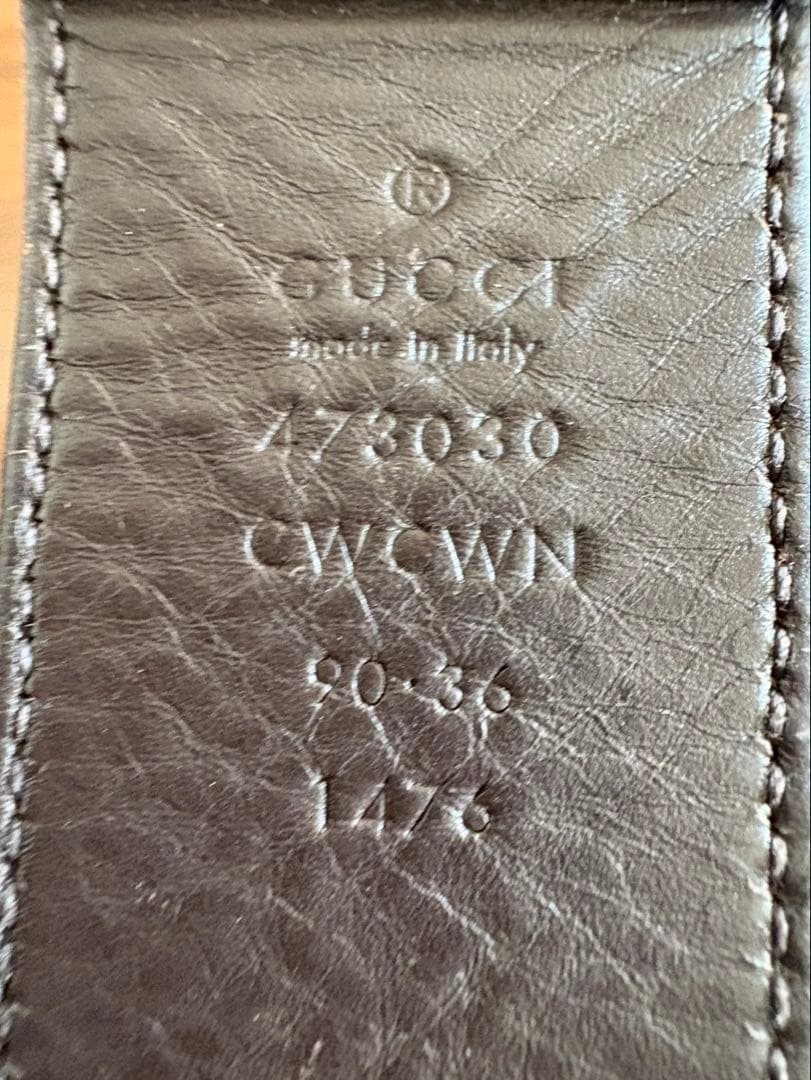 ®
GUCCI
made in Italy
473030
CWCWN
90·36
1476